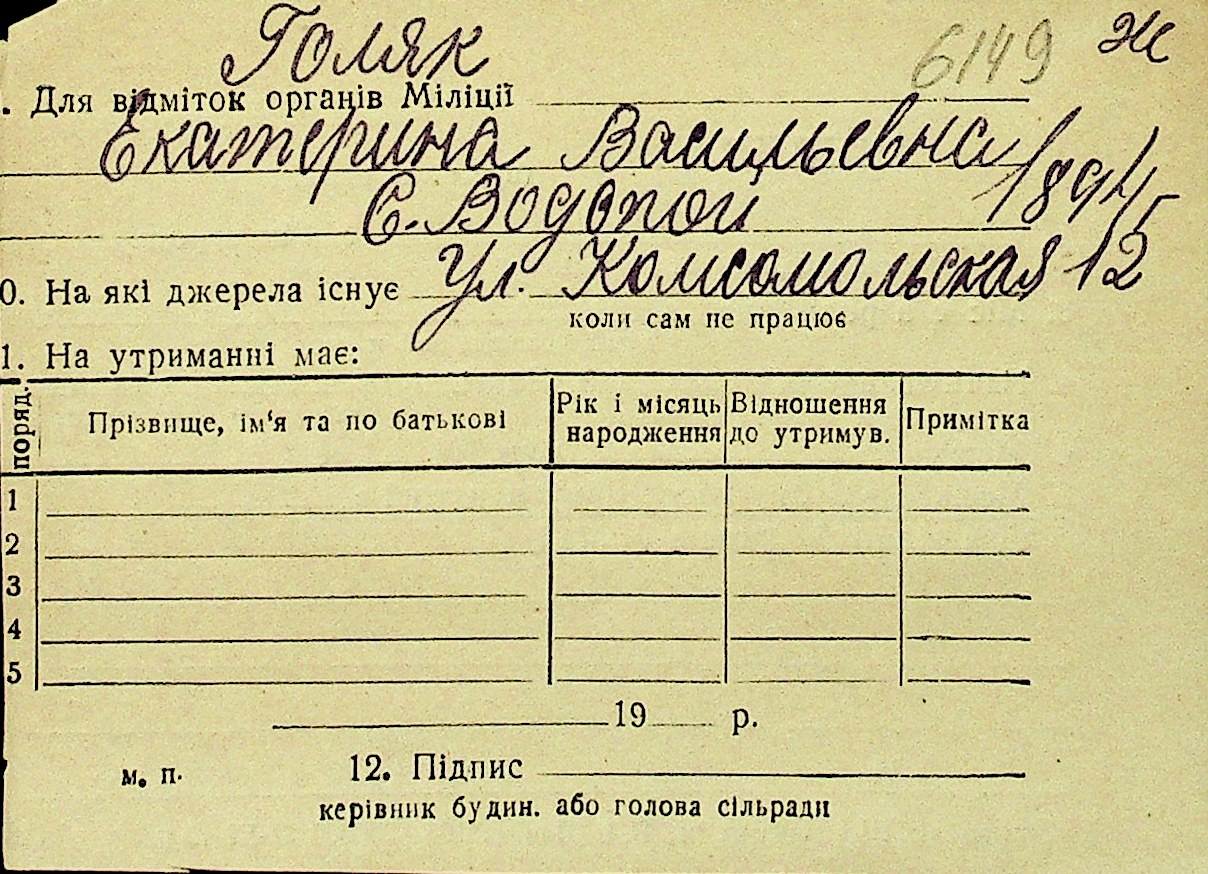 Голяк 6149 Ж
. Для відміток органів Міліції
Екатерина Васильевна 1894
С. Водопой
0. На які джерела існує Ул. Комсомольская 12
коли сам не працює
1. На утриманні має:
поряд. Прізвище, ім'я та по батькові Рік і місяць народження Відношення до утримув. Примітка
1
2
3
4
5
19 р.
м. п. 12. Підпис
керівник будин. або голова сільради